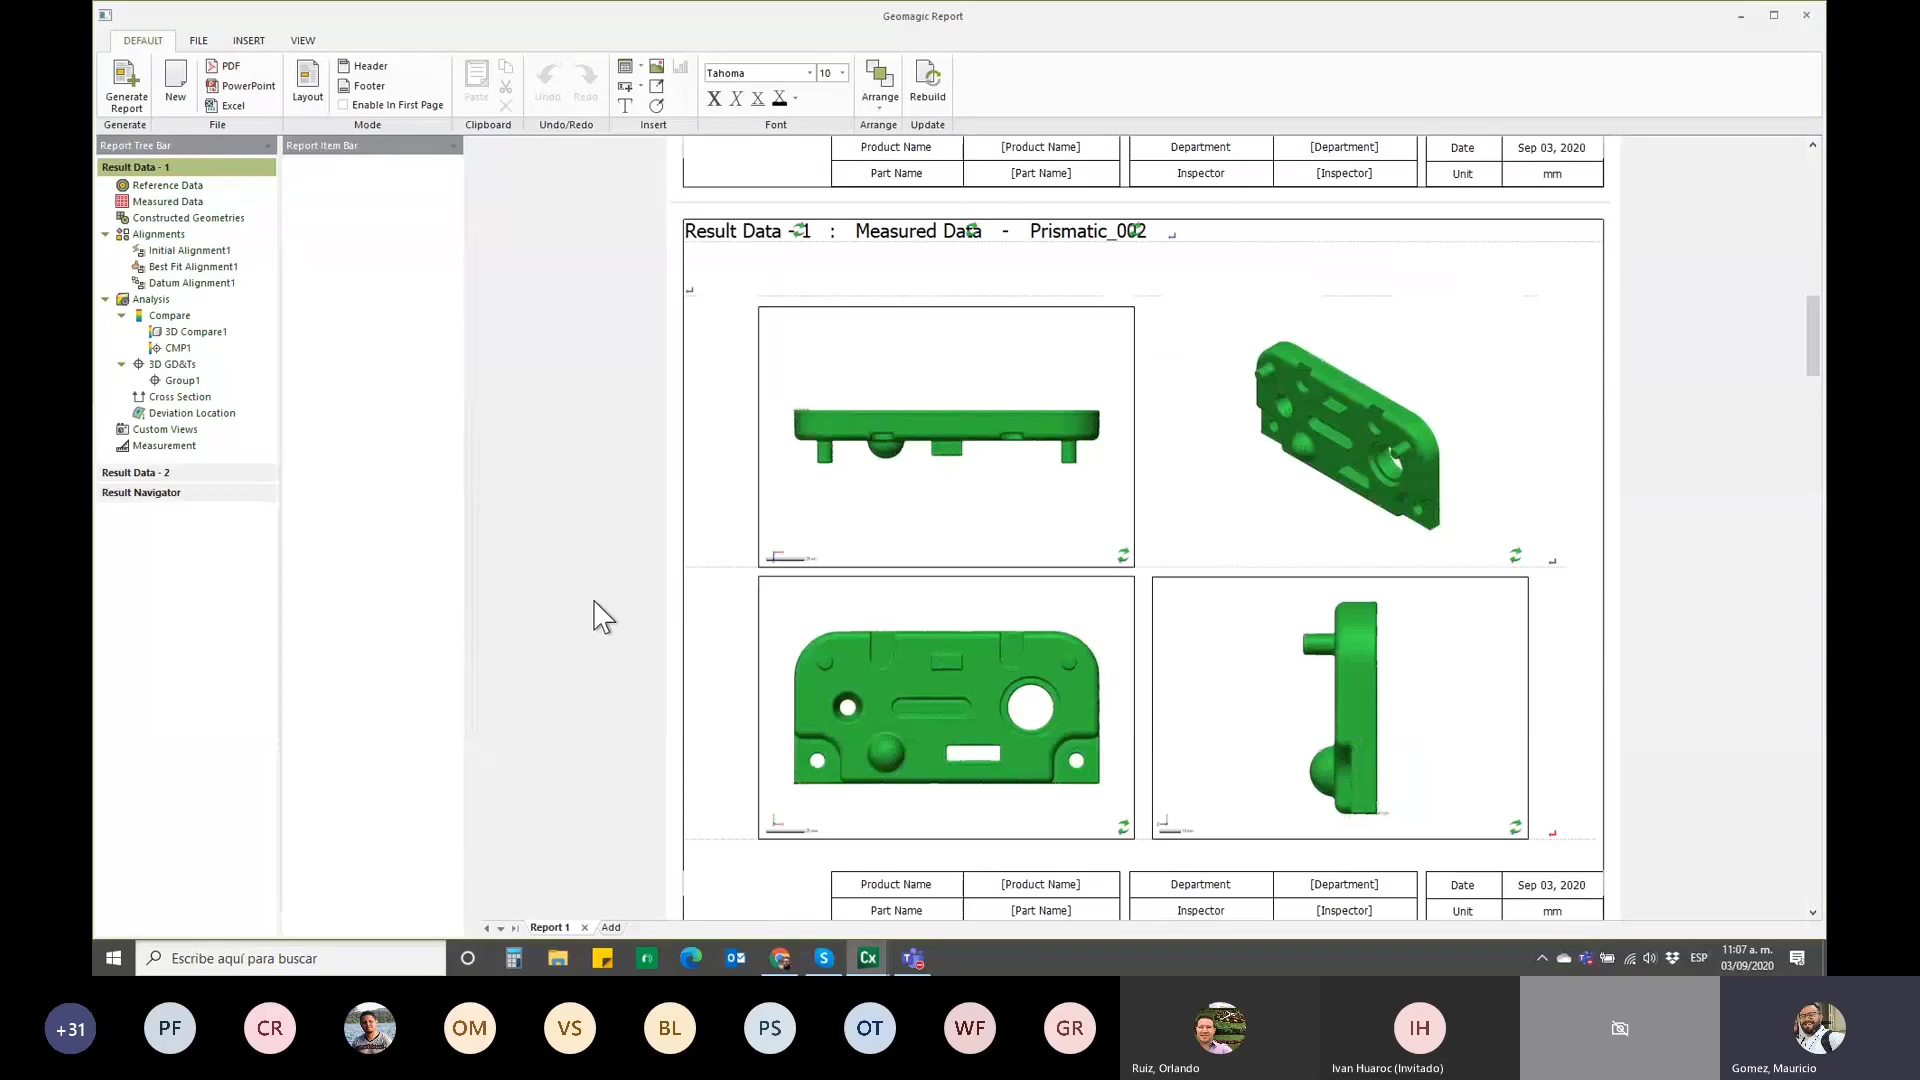 Geomagic Report
DEFAULT FILE INSERT VIEW
Generate Report
New
PDF
PowerPoint
Excel
Layout
Header
Footer
Enable In First Page
Paste
Undo Redo
Tahoma 10
Arrange
Rebuild
Generate File Mode Clipboard Undo/Redo Insert Font Arrange Update
Report Tree Bar
Report Item Bar
Result Data - 1
Reference Data
Measured Data
Constructed Geometries
Alignments
Initial Alignment1
Best Fit Alignment1
Datum Alignment1
Analysis
Compare
3D Compare1
CMP1
3D GD&Ts
Group1
Cross Section
Deviation Location
Custom Views
Measurement
Result Data - 2
Result Navigator
Product Name [Product Name] Department [Department] Date Sep 03, 2020
Part Name [Part Name] Inspector [Inspector] Unit mm
Result Data - 1 : Measured Data - Prismatic_002
Product Name [Product Name] Department [Department] Date Sep 03, 2020
Part Name [Part Name] Inspector [Inspector] Unit mm
Report 1 Add
Escribe aquí para buscar
Cx
ESP
11:07 a. m.
03/09/2020
+31 PF CR OM VS BL PS OT WF GR IH
Ruiz, Orlando
Ivan Huaroc (Invitado)
Gomez, Mauricio